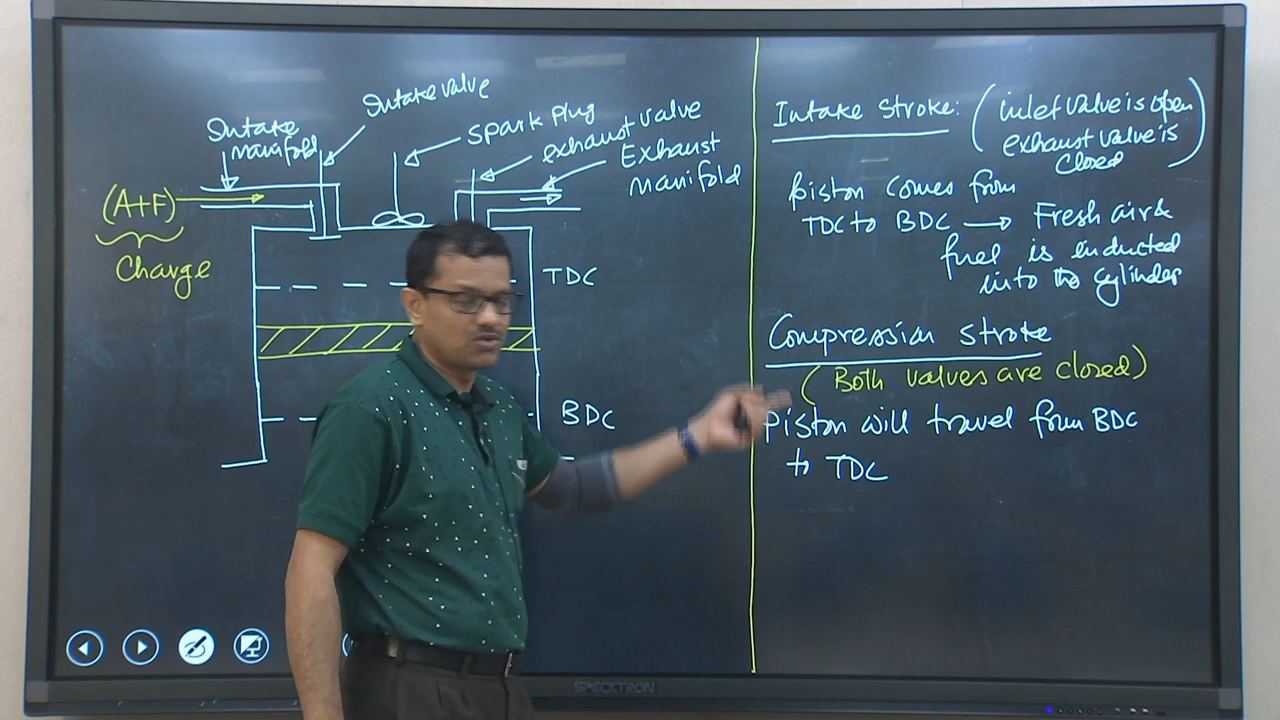 Intake valve
Intake manifold
spark plug
exhaust valve
Exhaust manifold
(A+F)
Charge
TDC
BDC
Intake Stroke: (inlet valve is open
exhaust valve is
closed)
Piston comes from
TDC to BDC → Fresh air &
fuel is inducted
into the cylinder
Compression stroke
(Both valves are closed)
Piston will travel from BDC
to TDC
SPECKTRON